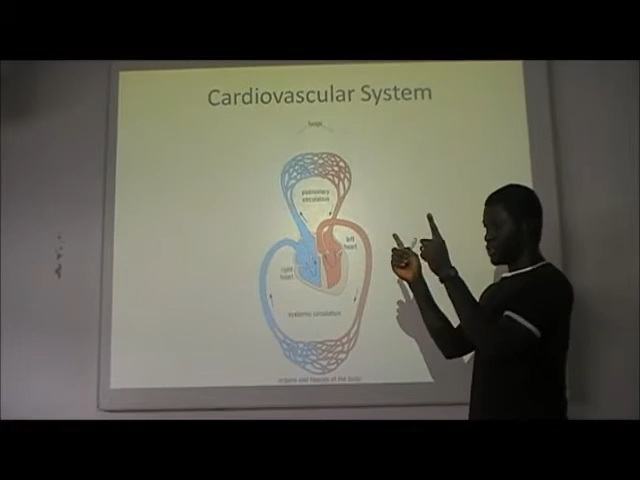 Cardiovascular System
lungs
pulmonary
circulation
left
heart
right
heart
systemic circulation
organs and tissues of the body